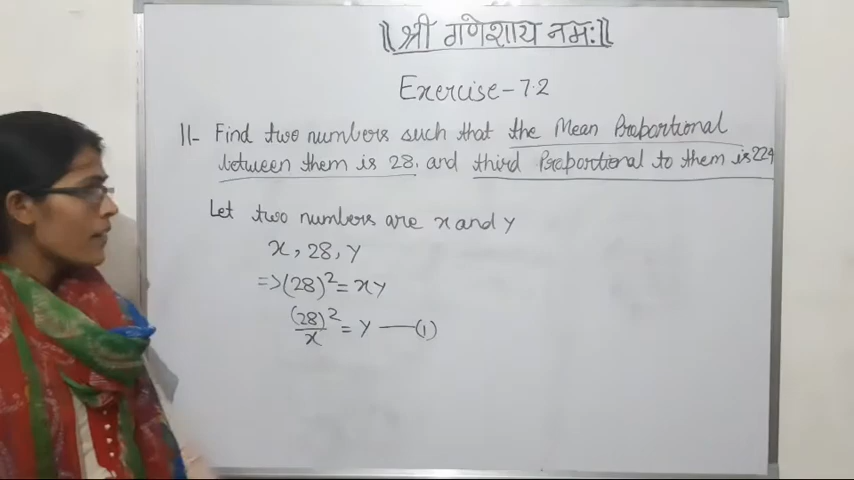 ॥ श्री गणेशाय नमः॥
Exercise-7.2
11- Find two numbers such that the Mean Proportional
between them is 28. and third Proportional to them is 224
Let two numbers are x and y
x, 28, y
=>(28)²=xy
(28)²/x = y —(1)